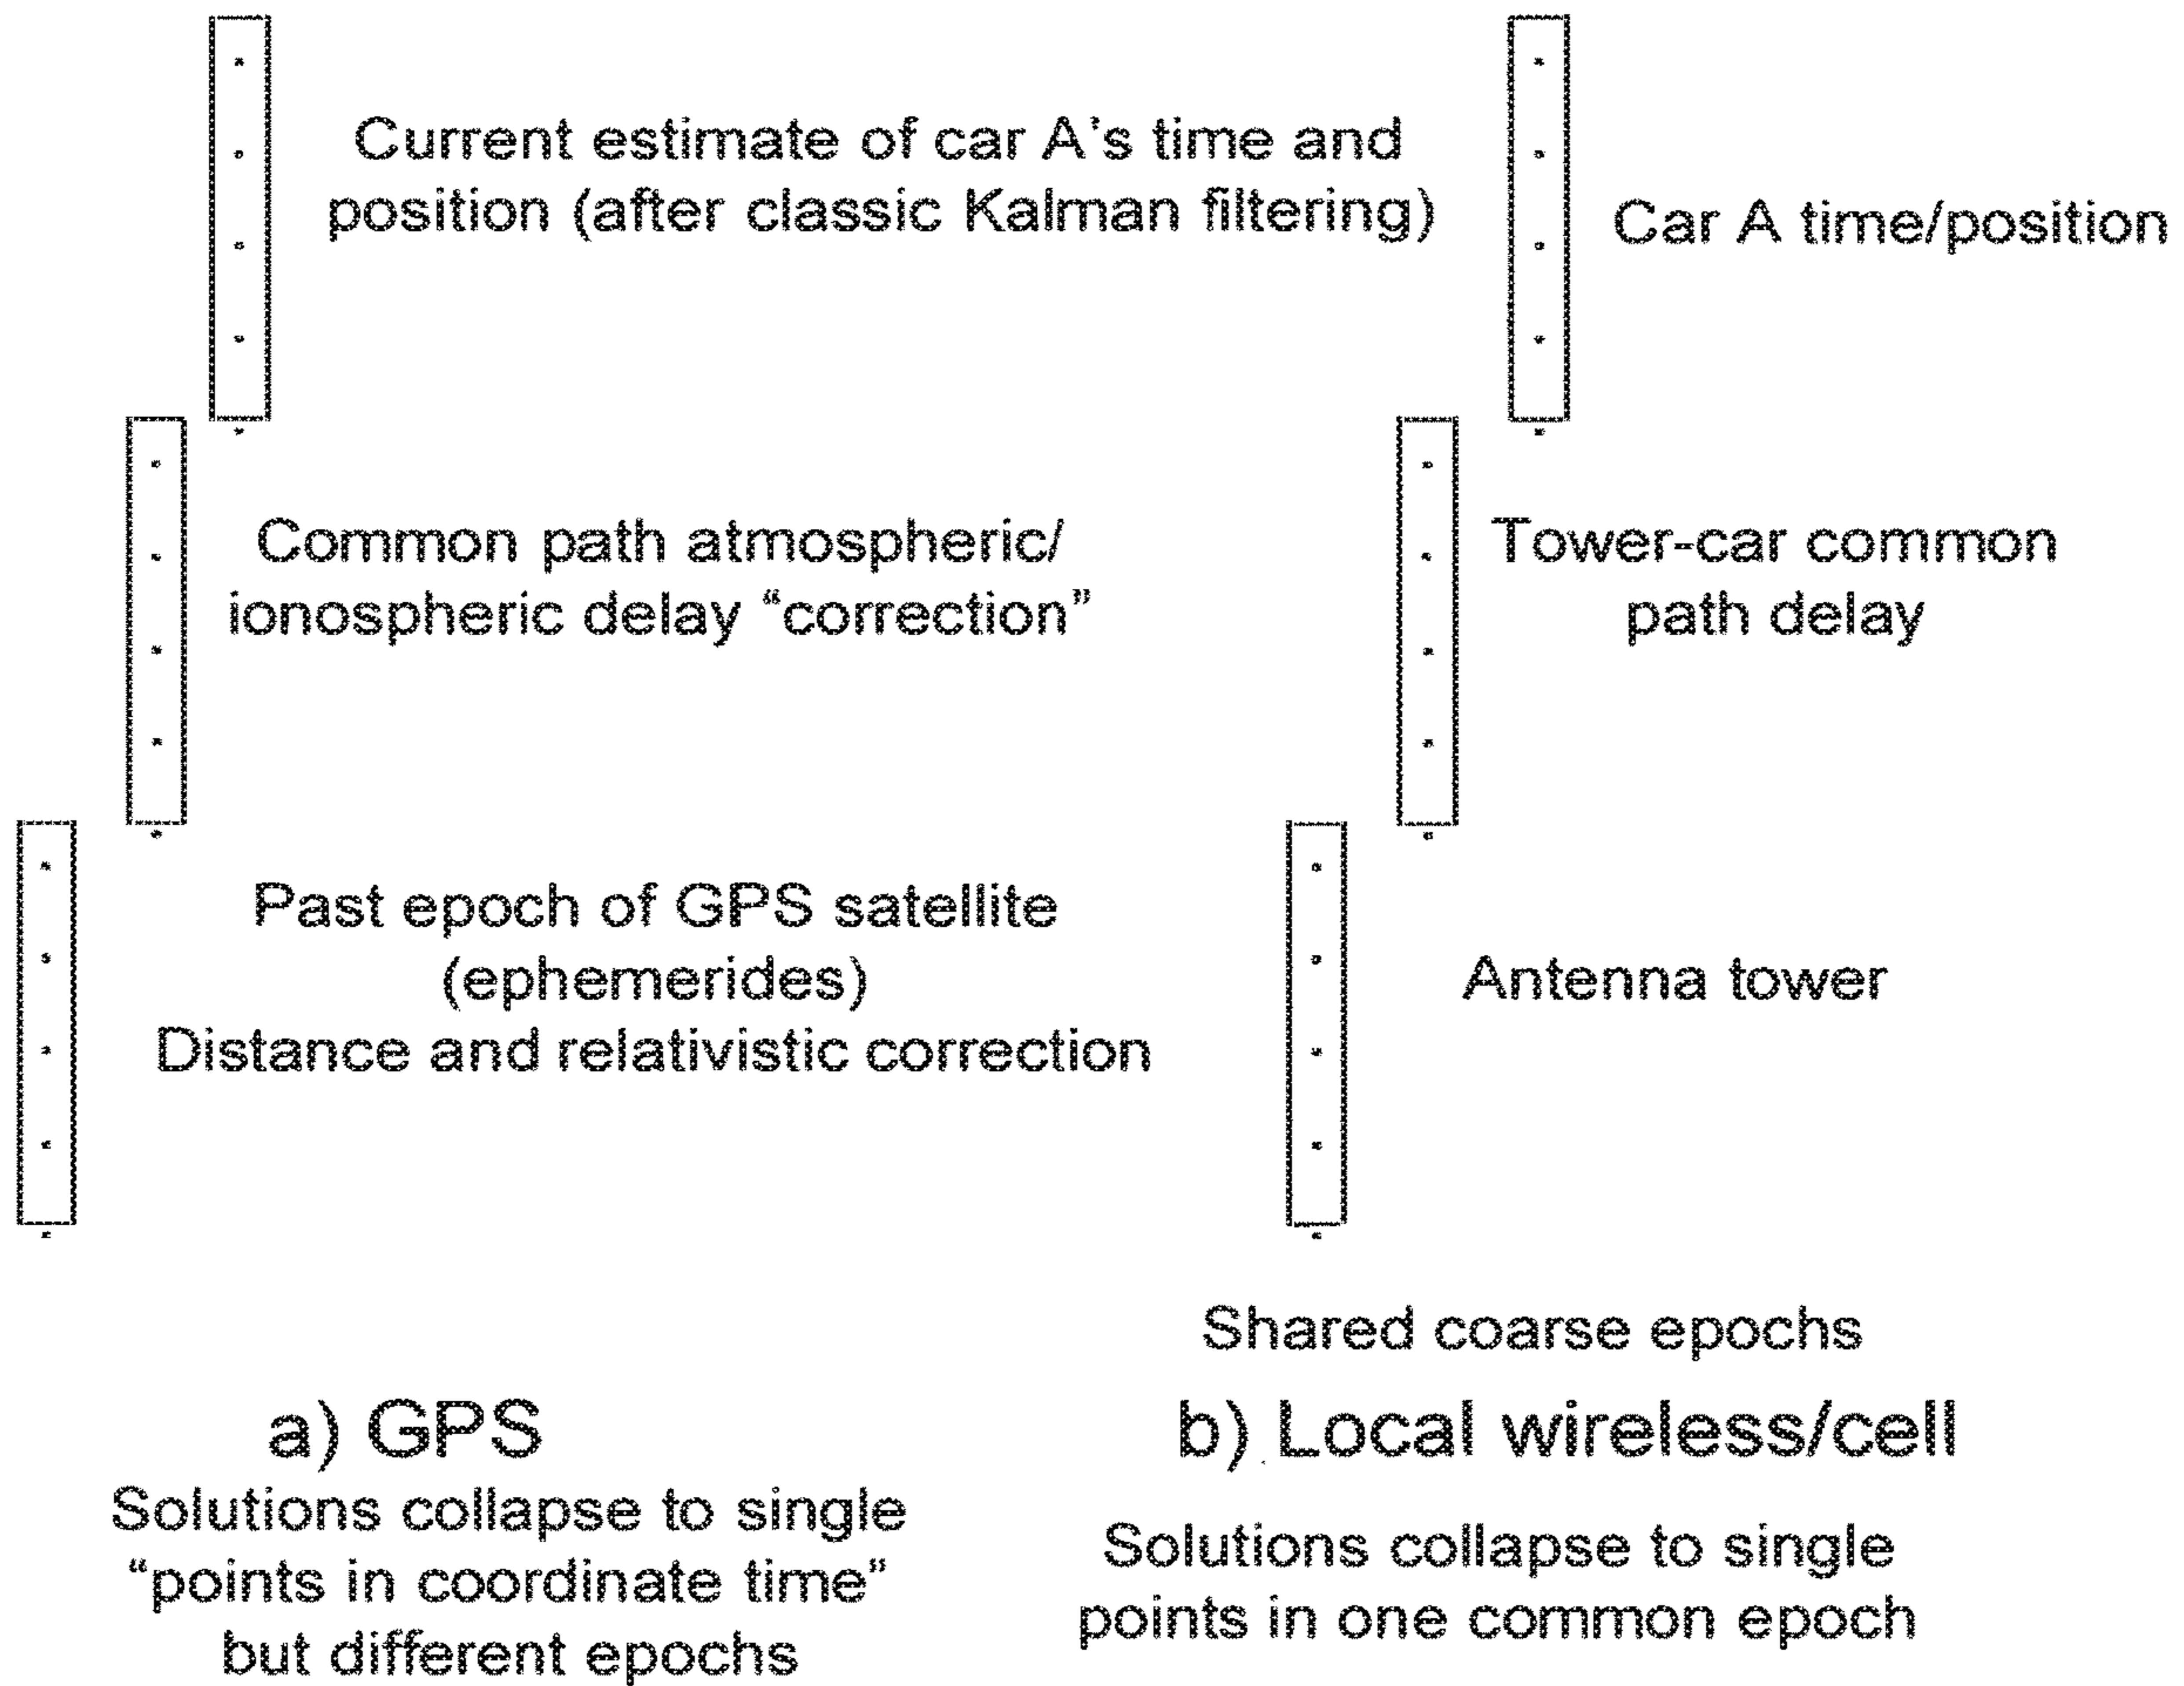 Current estimate of car A's time and
position (after classic Kalman filtering)
Common path atmospheric/
ionospheric delay “correction”
Past epoch of GPS satellite
(ephemerides)
Distance and relativistic correction
a) GPS
Solutions collapse to single
“points in coordinate time”
but different epochs
Car A time/position
Tower-car common
path delay
Antenna tower
Shared coarse epochs
b) Local wireless/cell
Solutions collapse to single
points in one common epoch